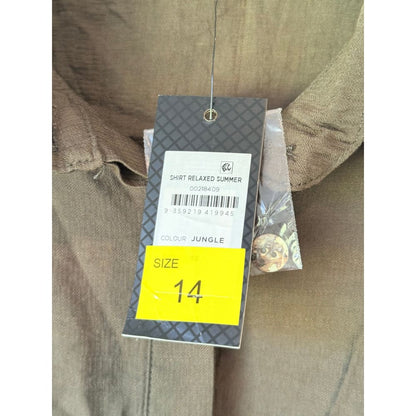 SHIRT RELAXED SUMMER
00218409
9 359219 419945
COLOUR JUNGLE
SIZE
14